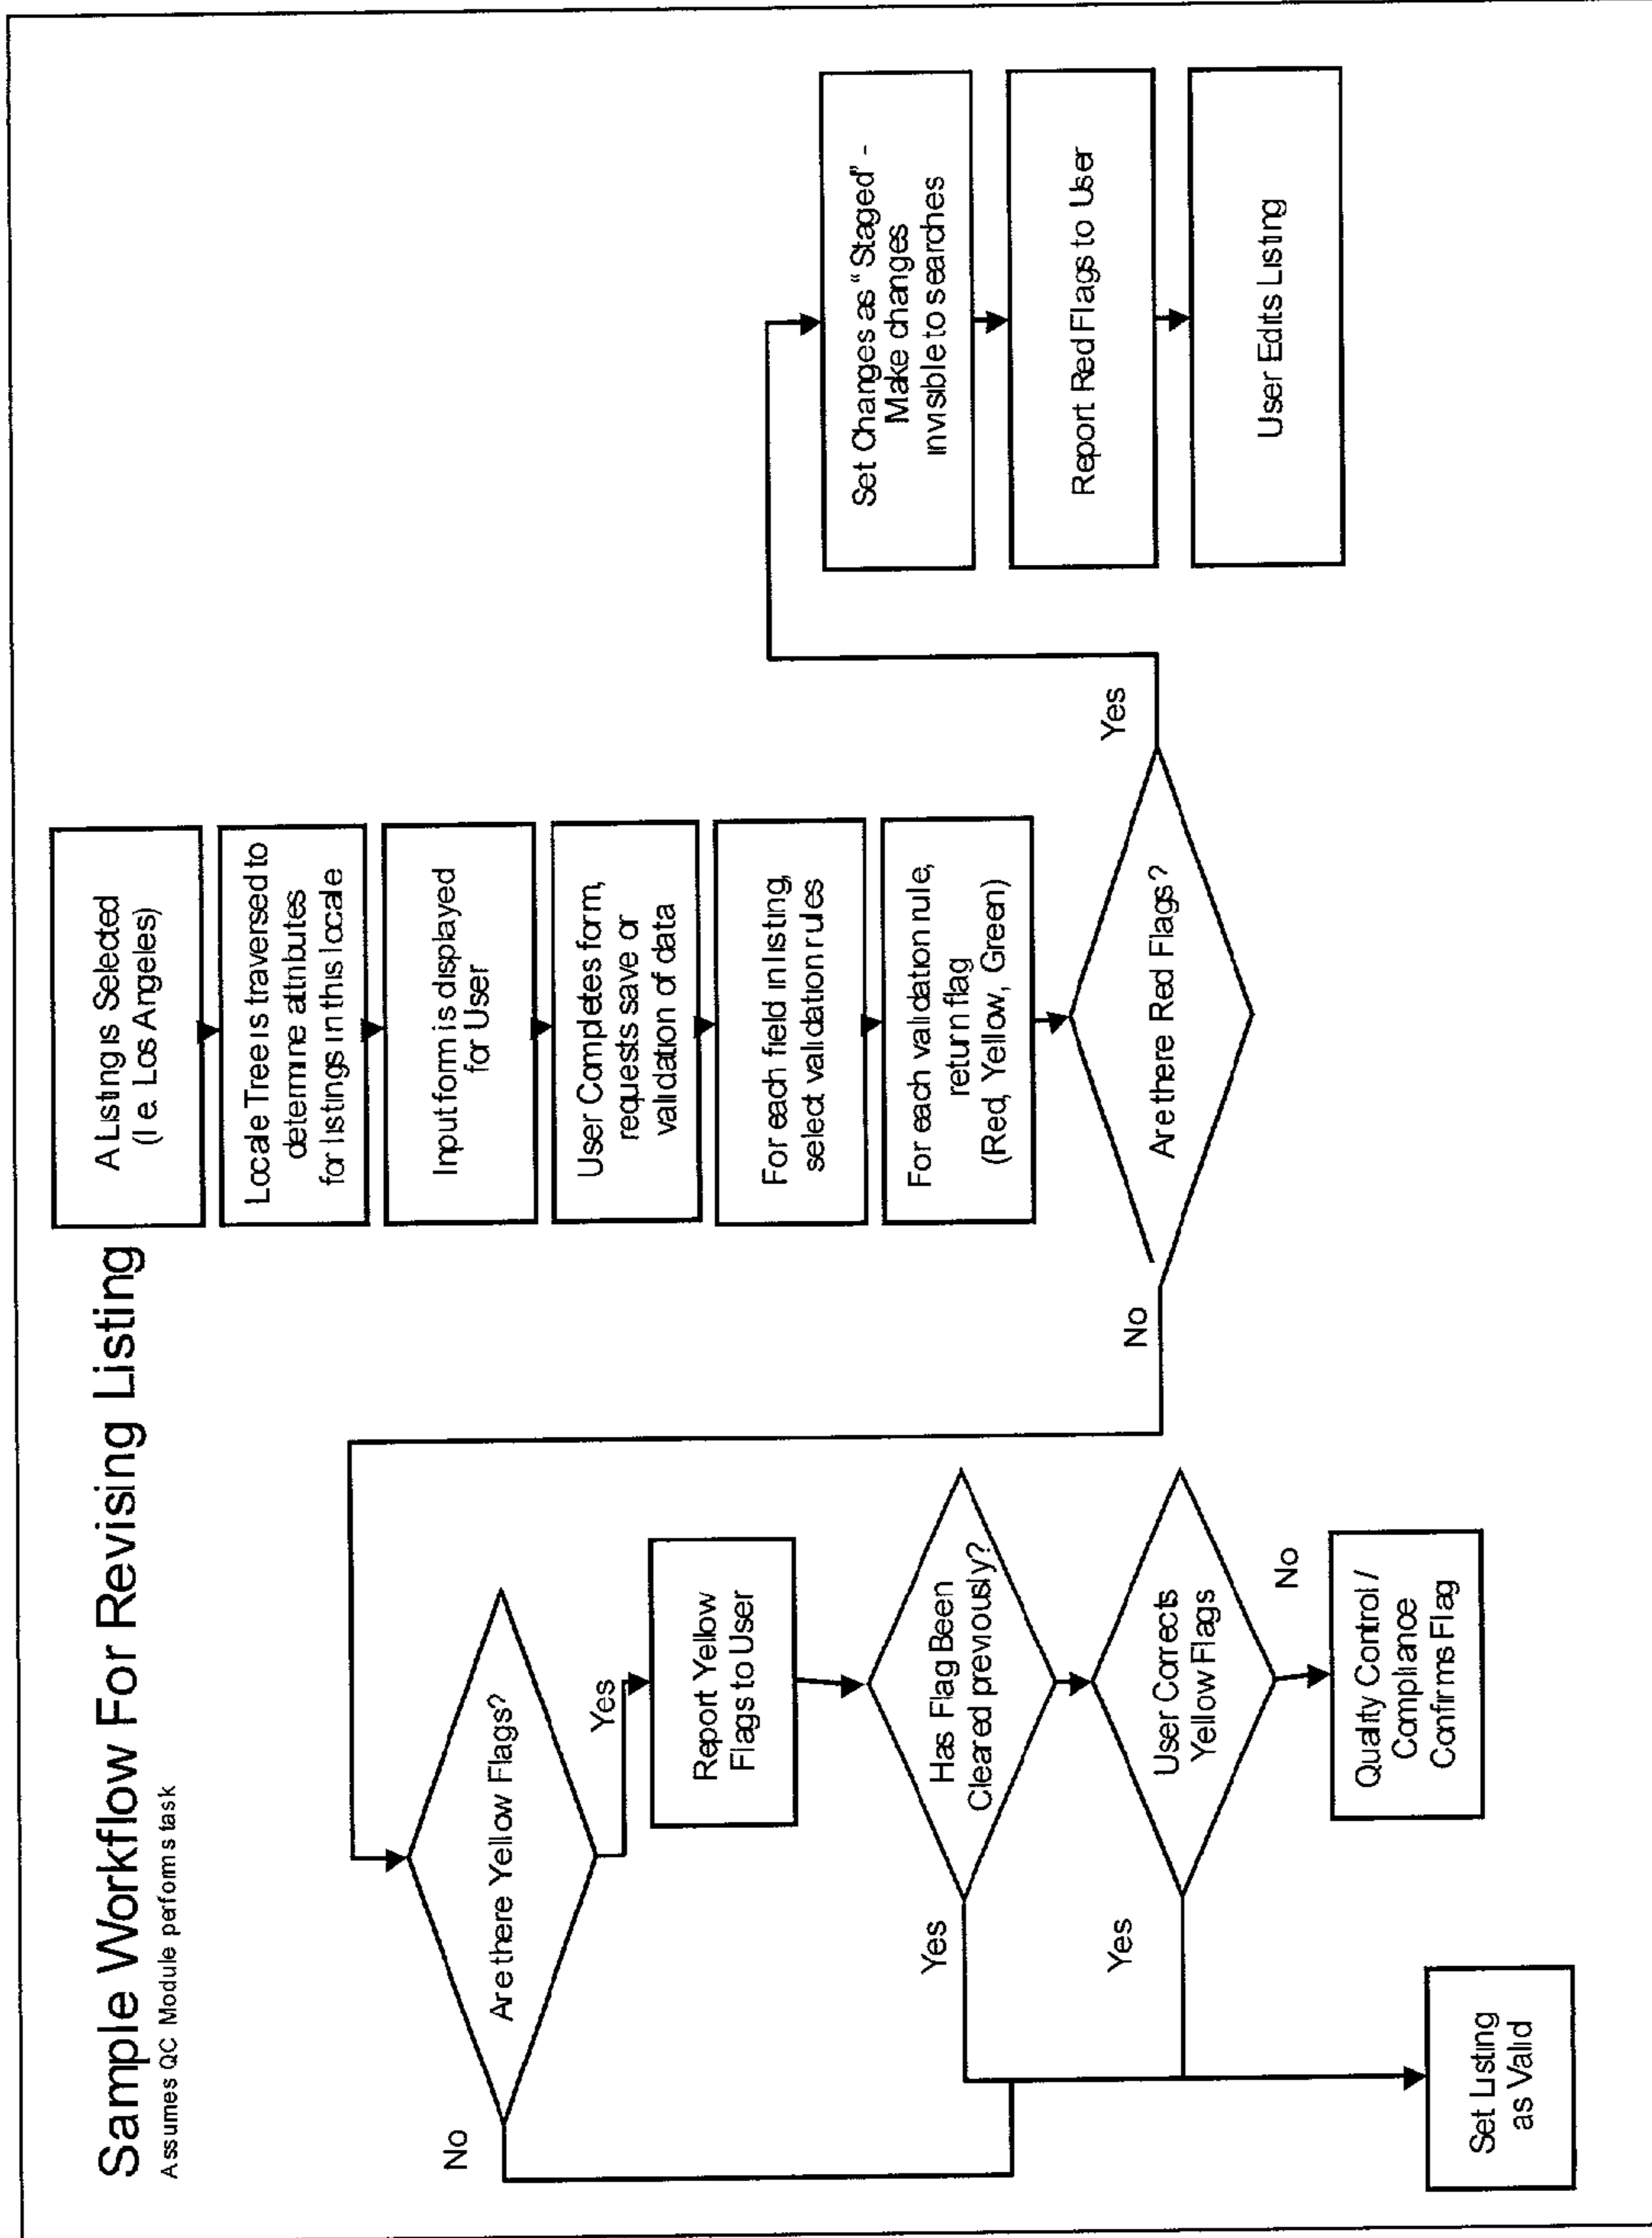 Sample Workflow For Revising Listing
Assumes QC Module performs task
A Listing is Selected
(I e. Los Angeles)
Locale Tree is traversed to
determine attributes
for listings in this locale
Input form is displayed
for User
User Completes form,
requests save or
validation of data
For each field in listing,
select validation rules
For each validation rule,
return flag
(Red, Yellow, Green)
Are there Red Flags?
Yes
No
Set Changes as "Staged" -
Make changes
invisible to searches
Report Red Flags to User
User Edits Listing
Are there Yellow Flags?
No
Yes
Report Yellow
Flags to User
Has Flag Been
Cleared previously?
Yes
User Corrects
Yellow Flags
Yes
No
Quality Control /
Compliance
Confirms Flag
Set Listing
as Valid